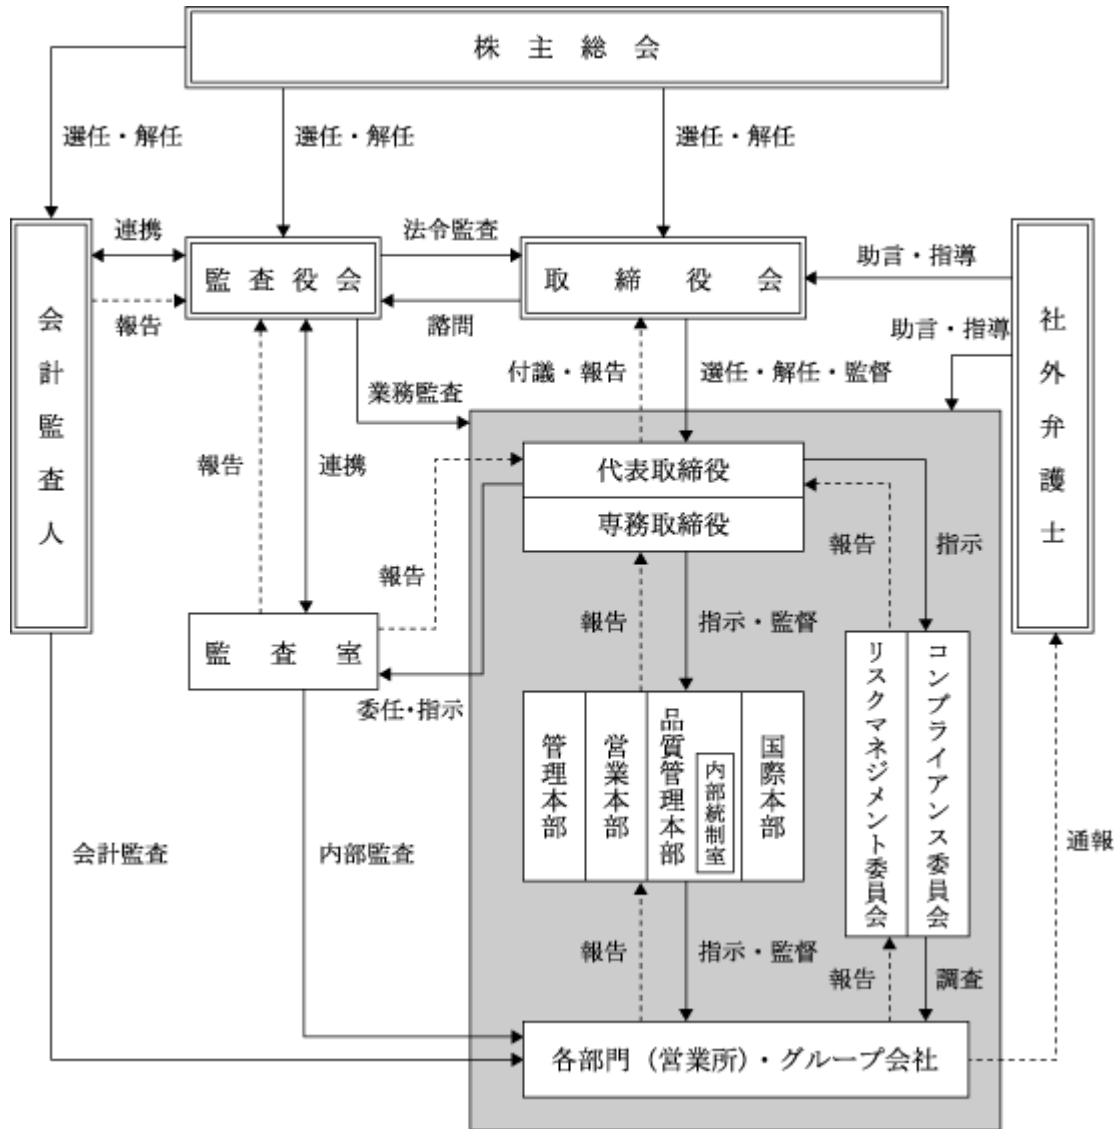 株主総会
選任・解任
選任・解任
選任・解任
会計監査人
連携
報告
監査役会
法令監査
諮問
取締役会
助言・指導
助言・指導
社外弁護士
業務監査
付議・報告
選任・解任・監督
報告
連携
報告
代表取締役
専務取締役
報告
指示
監査室
委任・指示
報告
指示・監督
管理本部
営業本部
品質管理本部
内部統制室
国際本部
リスクマネジメント委員会
コンプライアンス委員会
会計監査
内部監査
通報
報告
指示・監督
報告
調査
各部門（営業所）・グループ会社